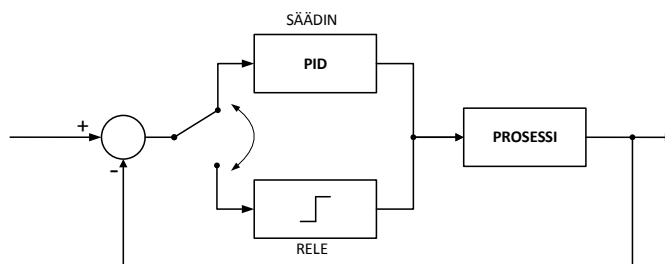 SÄÄDIN
PID
+
PROSESSI
-
RELE